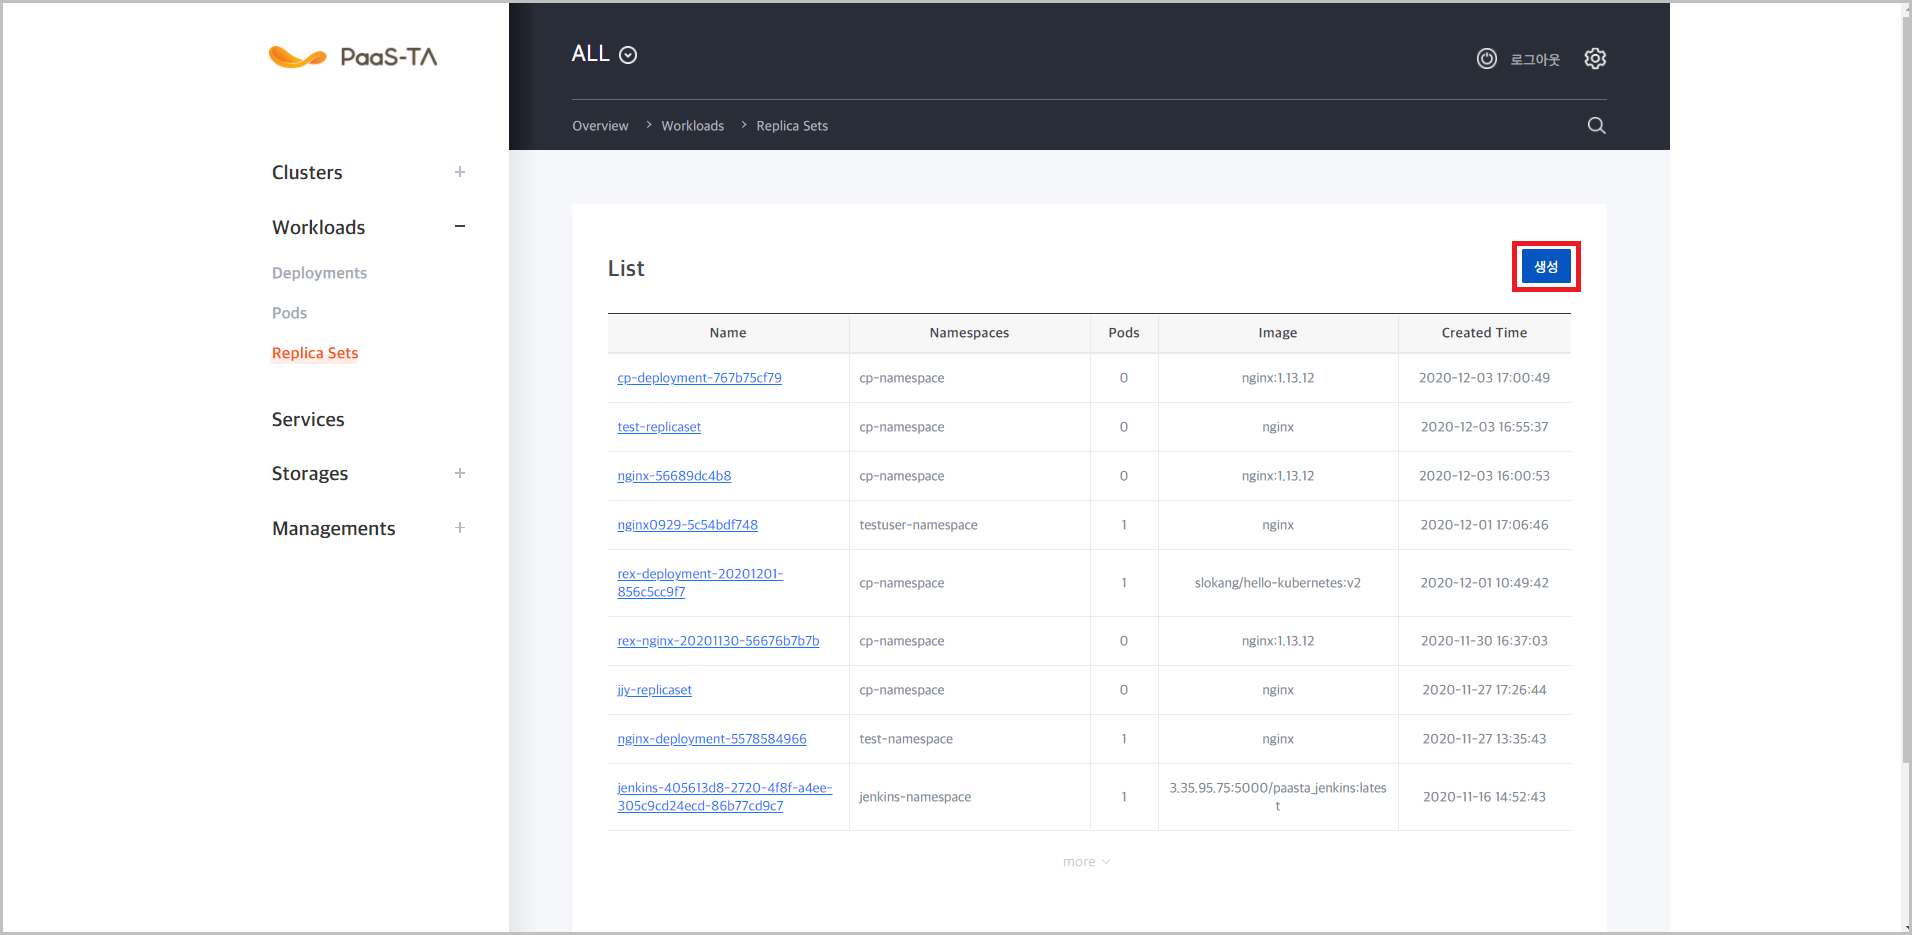 PaaS-TA
ALL
로그아웃
Overview > Workloads > Replica Sets
Clusters +
Workloads −
Deployments
Pods
Replica Sets
Services
Storages +
Managements +
List
생성
Name Namespaces Pods Image Created Time
cp-deployment-767b75cf79 cp-namespace 0 nginx:1.13.12 2020-12-03 17:00:49
test-replicaset cp-namespace 0 nginx 2020-12-03 16:55:37
nginx-56689dc4b8 cp-namespace 0 nginx:1.13.12 2020-12-03 16:00:53
nginx0929-5c54bdf748 testuser-namespace 1 nginx 2020-12-01 17:06:46
rex-deployment-20201201-
856c5cc9f7 cp-namespace 1 slokang/hello-kubernetes:v2 2020-12-01 10:49:42
rex-nginx-20201130-56676b7b7b cp-namespace 0 nginx:1.13.12 2020-11-30 16:37:03
jjy-replicaset cp-namespace 0 nginx 2020-11-27 17:26:44
nginx-deployment-5578584966 test-namespace 1 nginx 2020-11-27 13:35:43
jenkins-405613d8-2720-4f8f-a4ee-
305c9cd24ecd-86b77cd9c7 jenkins-namespace 1 3.35.95.75:5000/paasta_jenkins:lates
t 2020-11-16 14:52:43
more